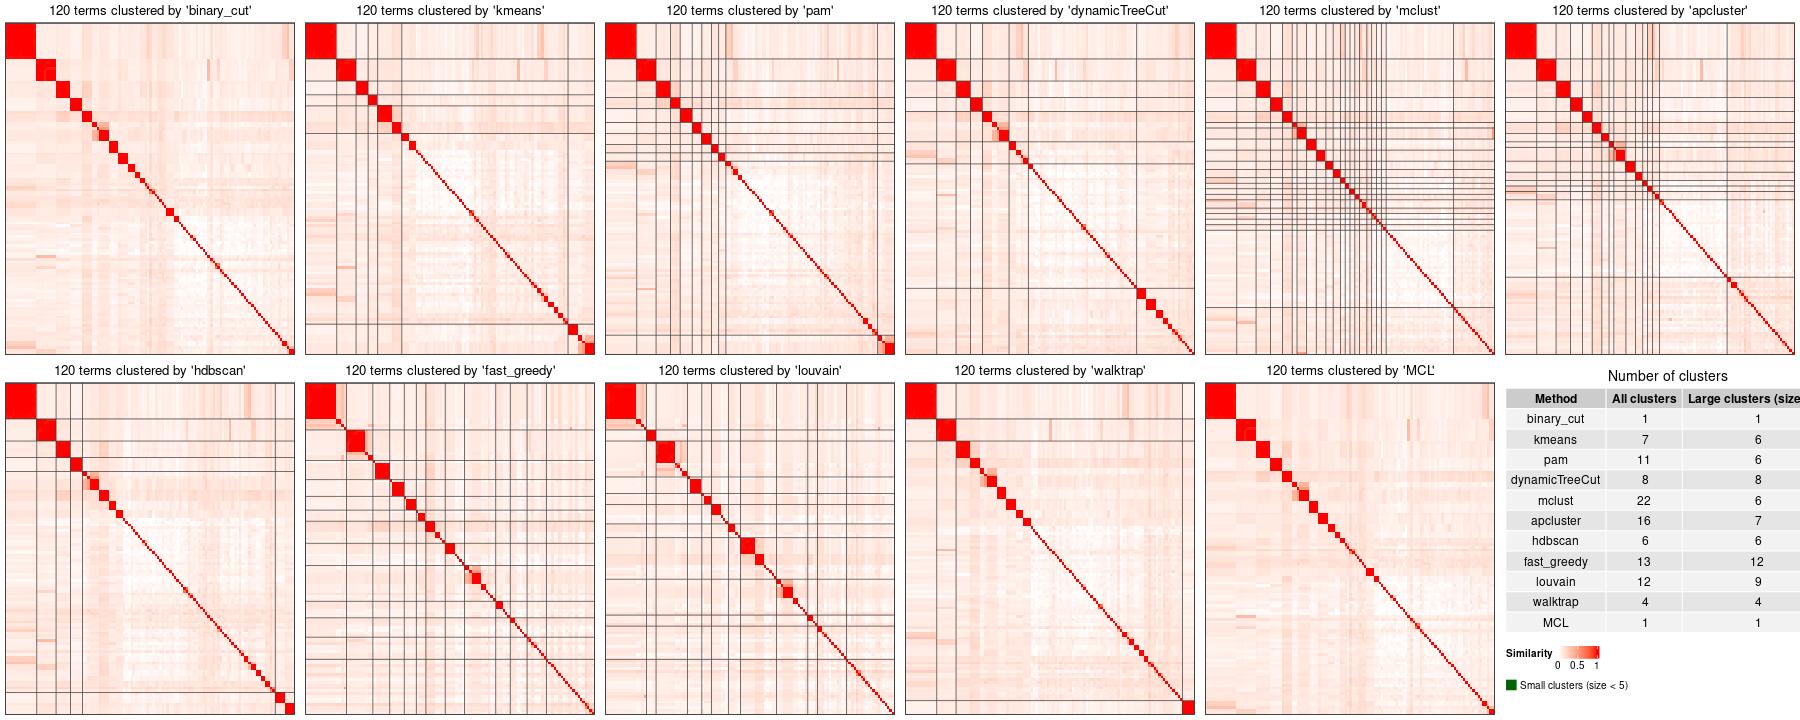 120 terms clustered by 'binary_cut'
120 terms clustered by 'kmeans'
120 terms clustered by 'pam'
120 terms clustered by 'dynamicTreeCut'
120 terms clustered by 'mclust'
120 terms clustered by 'apcluster'
120 terms clustered by 'hdbscan'
120 terms clustered by 'fast_greedy'
120 terms clustered by 'louvain'
120 terms clustered by 'walktrap'
120 terms clustered by 'MCL'
Number of clusters
Method All clusters Large clusters (size
binary_cut 1 1
kmeans 7 6
pam 11 6
dynamicTreeCut 8 8
mclust 22 6
apcluster 16 7
hdbscan 6 6
fast_greedy 13 12
louvain 12 9
walktrap 4 4
MCL 1 1
Similarity
0 0.5 1
Small clusters (size < 5)